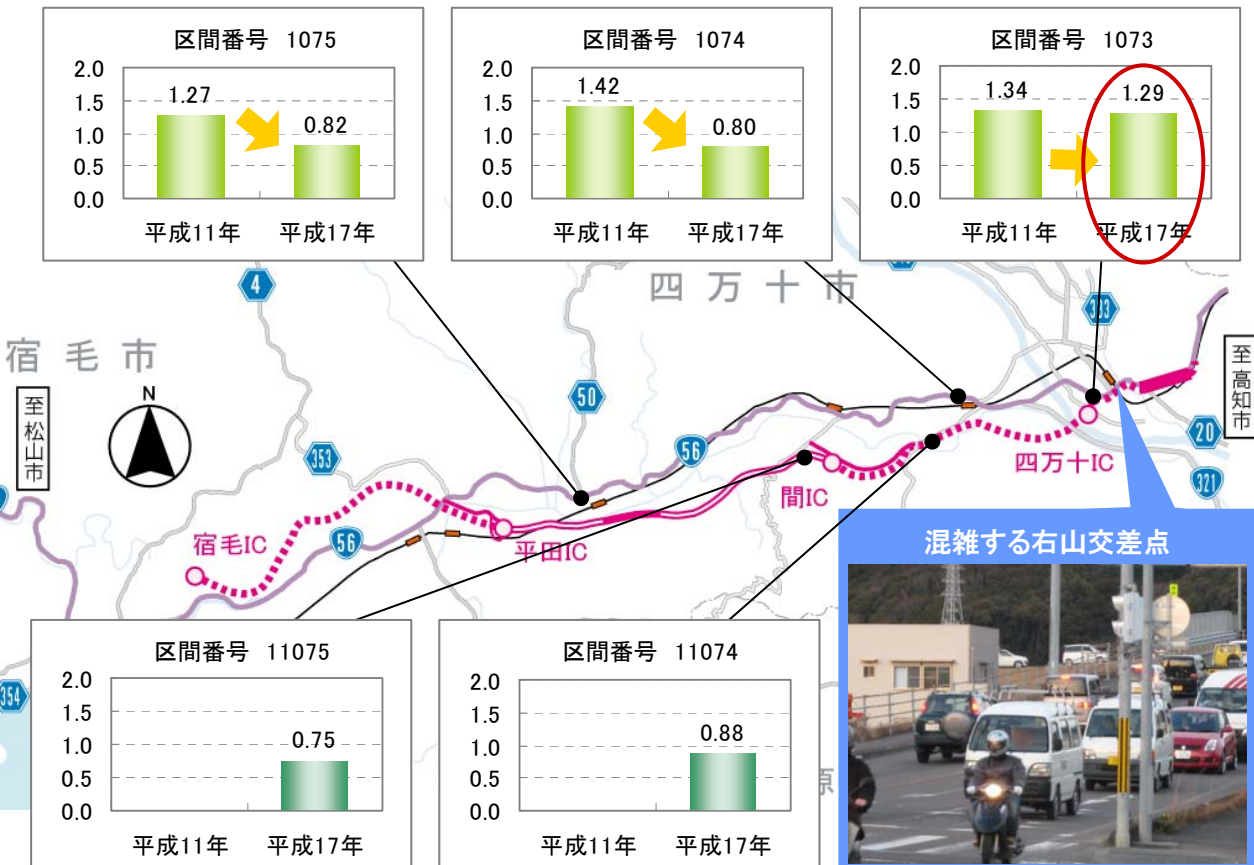 区間番号 1075
2.0
1.5
1.0
0.5
0.0
1.27
0.82
平成11年 平成17年
区間番号 1074
2.0
1.5
1.0
0.5
0.0
1.42
0.80
平成11年 平成17年
区間番号 1073
2.0
1.5
1.0
0.5
0.0
1.34
1.29
平成11年 平成17年
四万十市
4
333
宿毛市
至松山市
N
50
至高知市
20
353
56
四万十IC
321
間IC
宿毛IC
56
平田IC
混雑する右山交差点
354
区間番号 11075
2.0
1.5
1.0
0.5
0.0
0.75
平成11年 平成17年
区間番号 11074
2.0
1.5
1.0
0.5
0.0
0.88
平成11年 平成17年
原